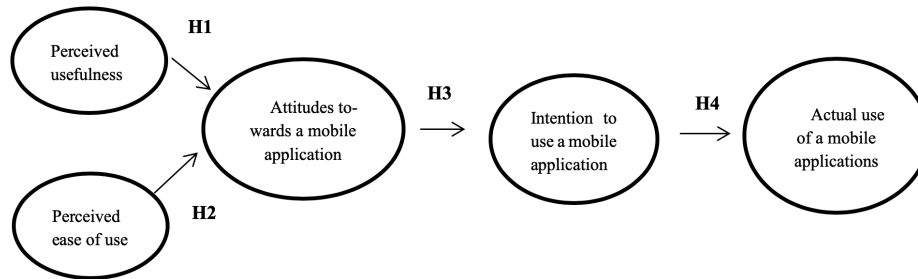 H1
Perceived
usefulness
Attitudes to-
wards a mobile
application
H3
Intention to
use a mobile
application
H4
Actual use
of a mobile
applications
H2
Perceived
ease of use